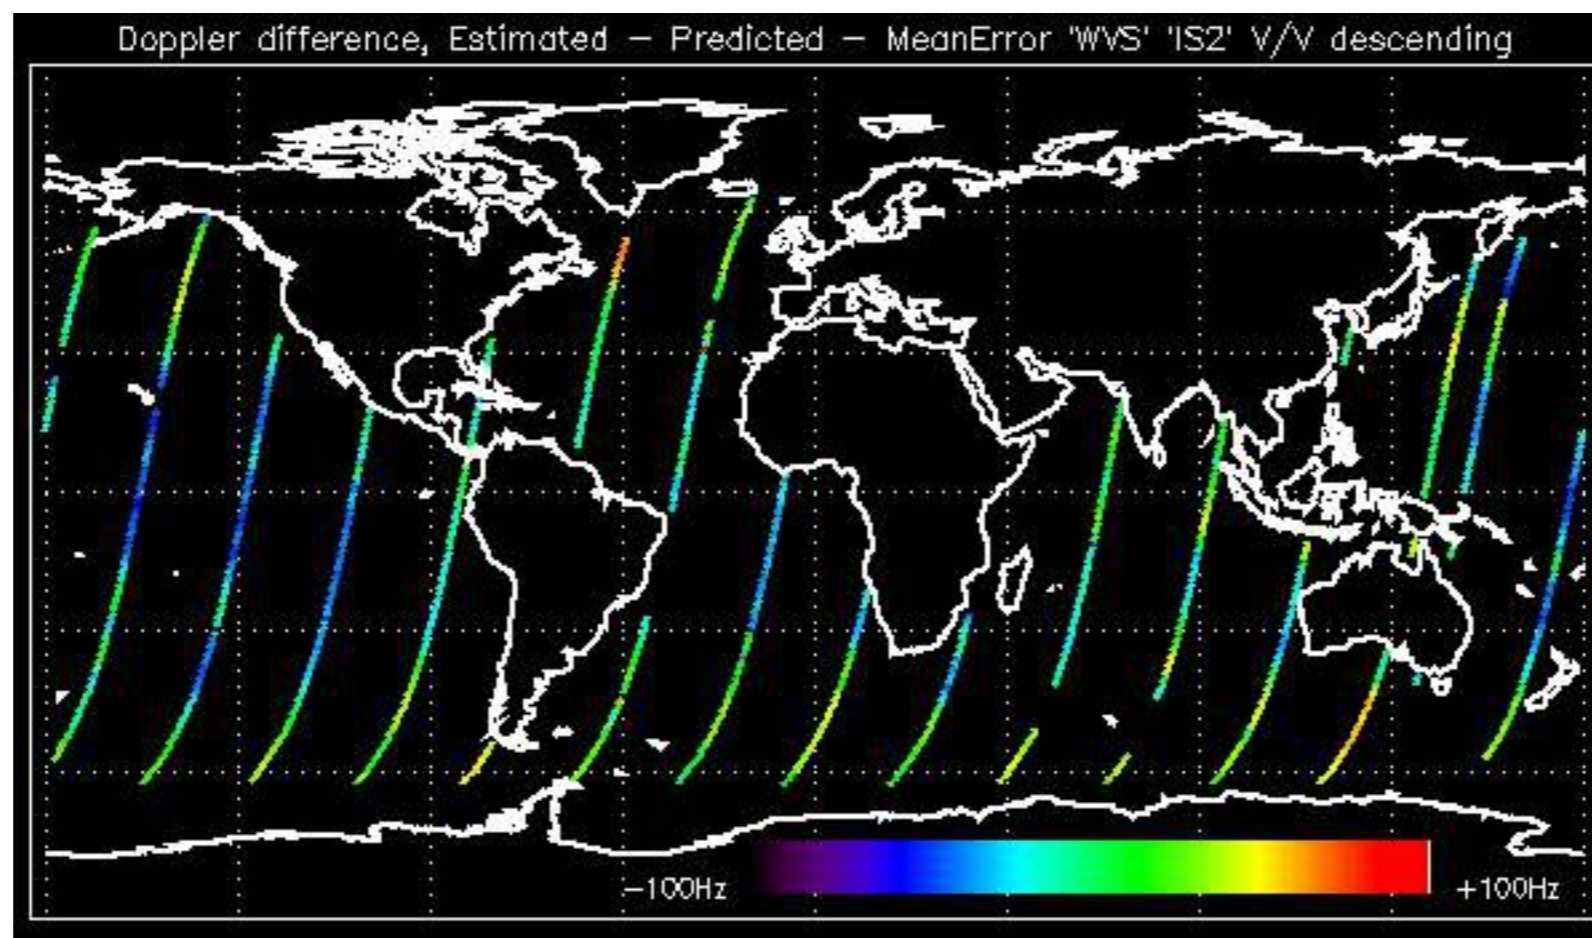 Doppler difference, Estimated – Predicted – MeanError 'WVS' 'IS2' V/V descending
–100Hz +100Hz